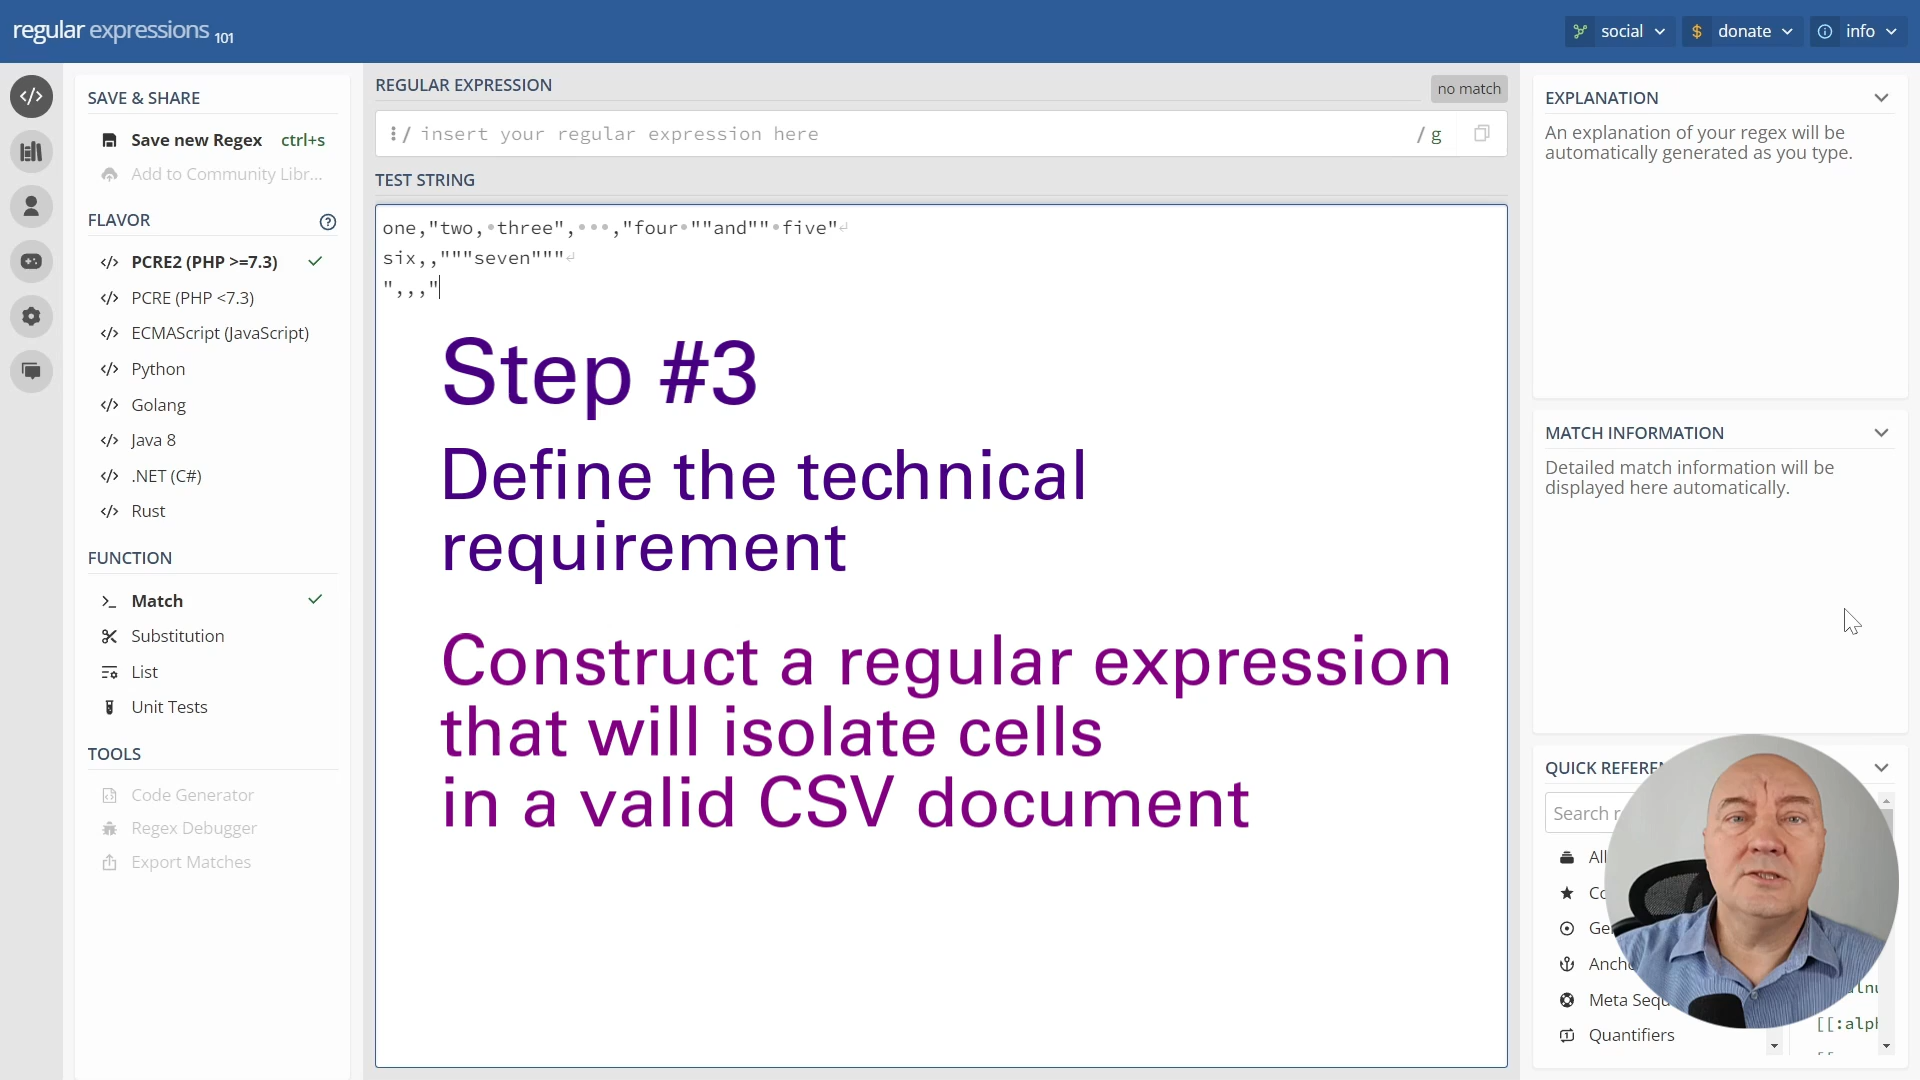 regular expressions 101
social
donate
info
SAVE & SHARE
Save new Regex ctrl+s
Add to Community Libr...
FLAVOR
PCRE2 (PHP >=7.3)
PCRE (PHP <7.3)
ECMAScript (JavaScript)
Python
Golang
Java 8
.NET (C#)
Rust
FUNCTION
Match
Substitution
List
Unit Tests
TOOLS
Code Generator
Regex Debugger
Export Matches
REGULAR EXPRESSION
no match
/ insert your regular expression here / g
TEST STRING
one,"two,•three",•••,"four•""and""•five"↵
six,,"""seven"""↵
",,,"
Step #3
Define the technical
requirement
Construct a regular expression
that will isolate cells
in a valid CSV document
EXPLANATION
An explanation of your regex will be
automatically generated as you type.
MATCH INFORMATION
Detailed match information will be
displayed here automatically.
QUICK
Search
All
Meta
Quantifiers